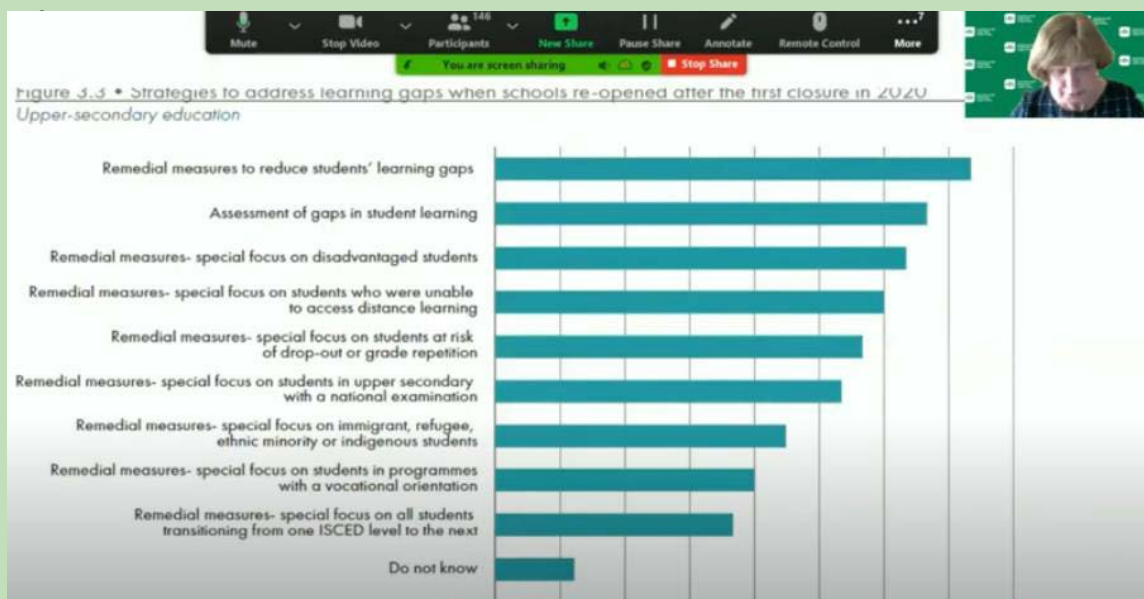 146
7
Mute
Stop Video
Participants
New Share
Pause Share
Annotate
Remote Control
More
You are screen sharing
Stop Share
Figure 3.3 • Strategies to address learning gaps when schools re-opened after the first closure in 2020
Upper-secondary education
Remedial measures to reduce students' learning gaps
Assessment of gaps in student learning
Remedial measures- special focus on disadvantaged students
Remedial measures- special focus on students who were unable
to access distance learning
Remedial measures- special focus on students at risk
of drop-out or grade repetition
Remedial measures- special focus on students in upper secondary
with a national examination
Remedial measures- special focus on immigrant, refugee,
ethnic minority or indigenous students
Remedial measures- special focus on students in programmes
with a vocational orientation
Remedial measures- special focus on all students
transitioning from one ISCED level to the next
Do not know